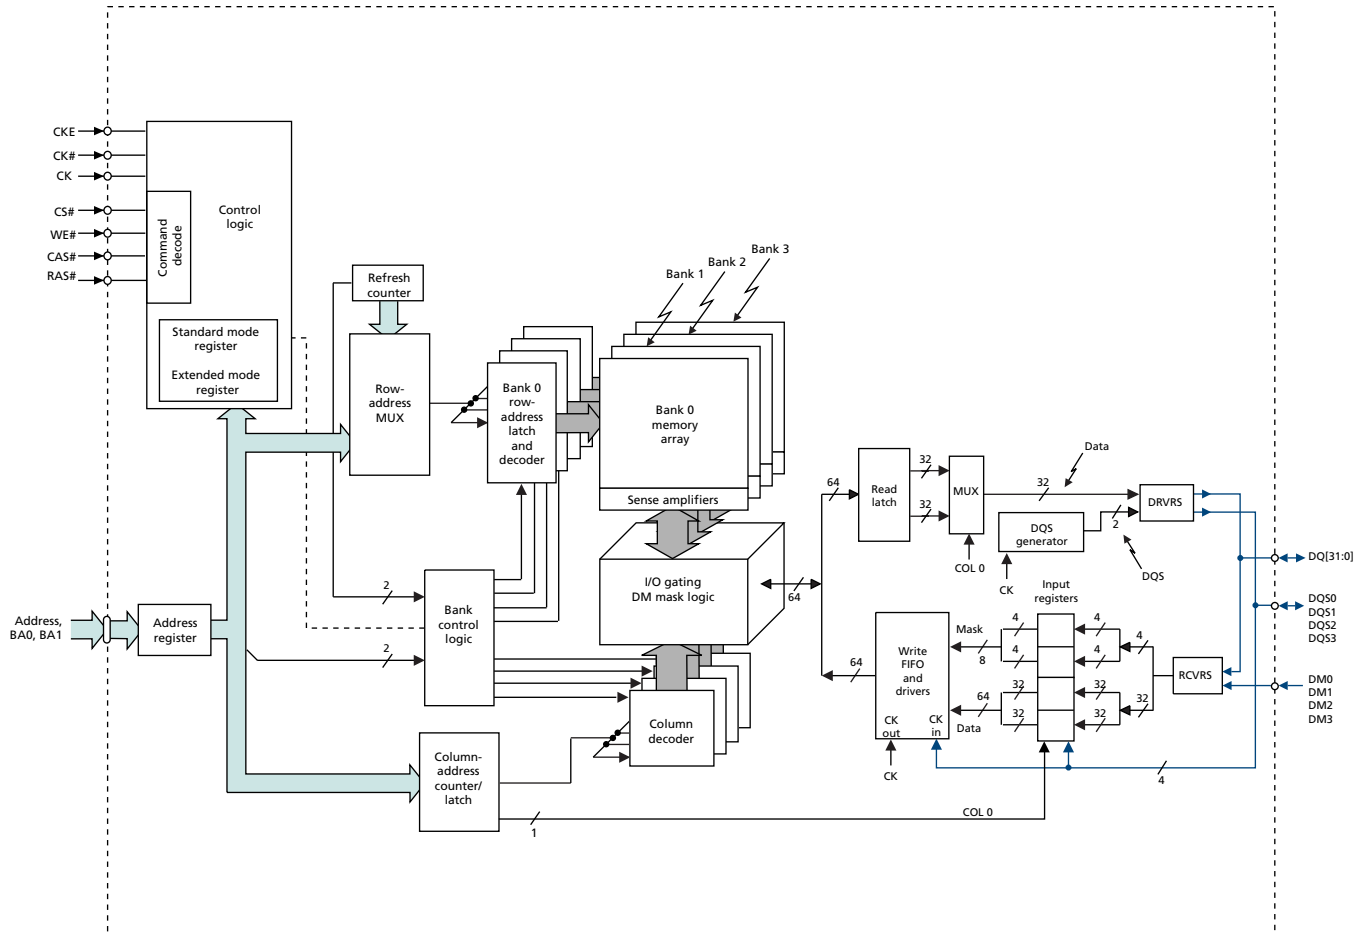 CKE
CK#
CK
CS#
WE#
CAS#
RAS#
Command
decode
Control
logic
Standard mode
register
Extended mode
register
Refresh
counter
Row-
address
MUX
Bank 0
row-
address
latch
and
decoder
Bank 1
Bank 2
Bank 3
Bank 0
memory
array
Sense amplifiers
I/O gating
DM mask logic
2
2
Bank
control
logic
Address,
BA0, BA1
Address
register
Column-
address
counter/
latch
1
Column
decoder
64
64
64
Read
latch
32
32
MUX
COL 0
32
Data
DQS
generator
CK
2
DQS
DRVRS
DQ[31:0]
DQS0
DQS1
DQS2
DQS3
DM0
DM1
DM2
DM3
RCVRS
Input
registers
4
4
32
32
4
4
32
32
4
32
Mask
8
64
Data
Write
FIFO
and
drivers
CK
out
CK
in
CK
4
COL 0